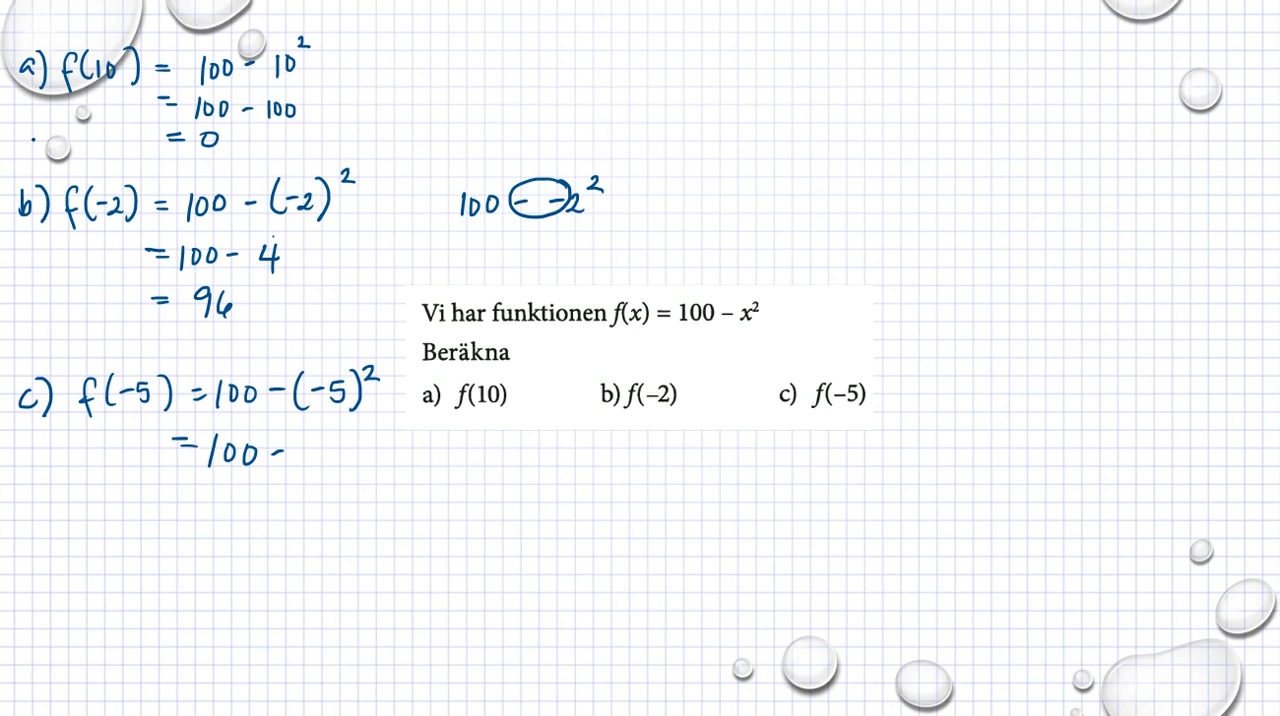 a) f(10) = 100 - 10²
= 100 - 100
= 0
b) f(-2) = 100 - (-2)²
100 - -2²
= 100 - 4
= 96
Vi har funktionen f(x) = 100 – x²
Beräkna
a) f(10) b) f(–2) c) f(–5)
c) f(-5) = 100 - (-5)²
= 100 -